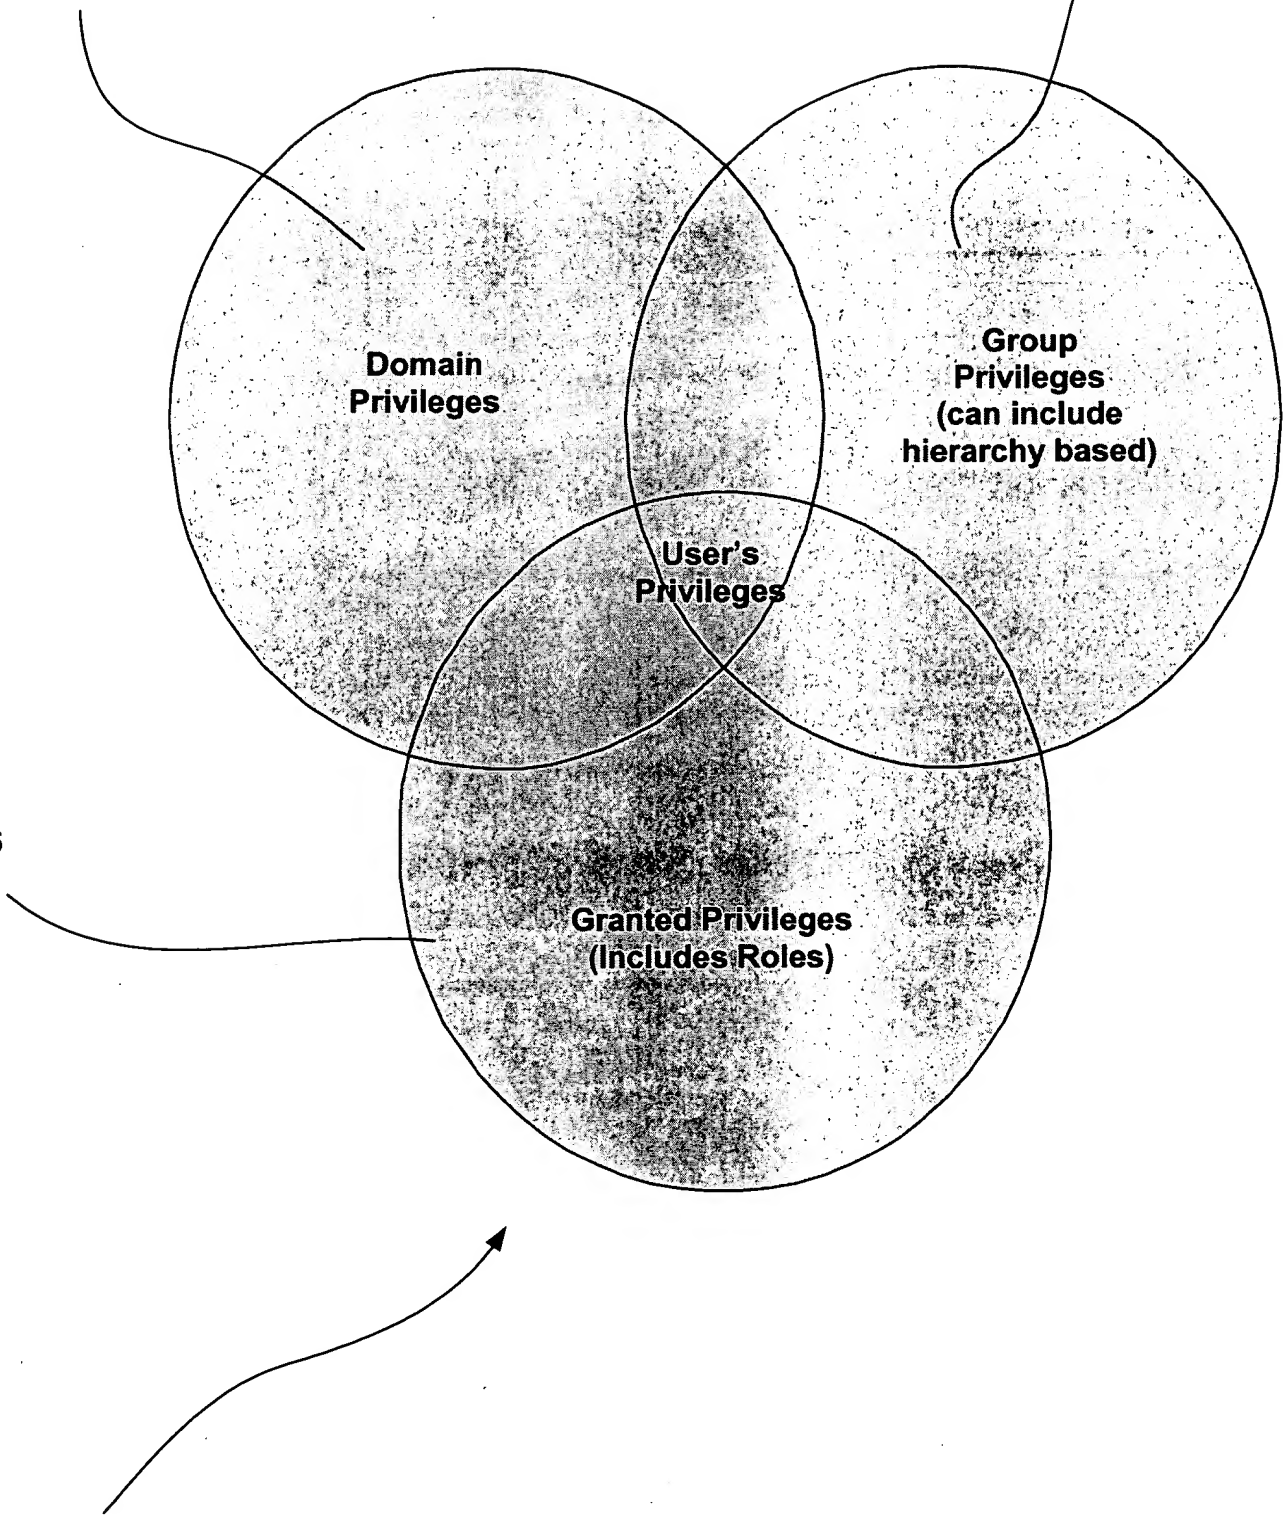 Domain
Privileges
Group
Privileges
(can include
hierarchy based)
User's
Privileges
Granted Privileges
(Includes Roles)